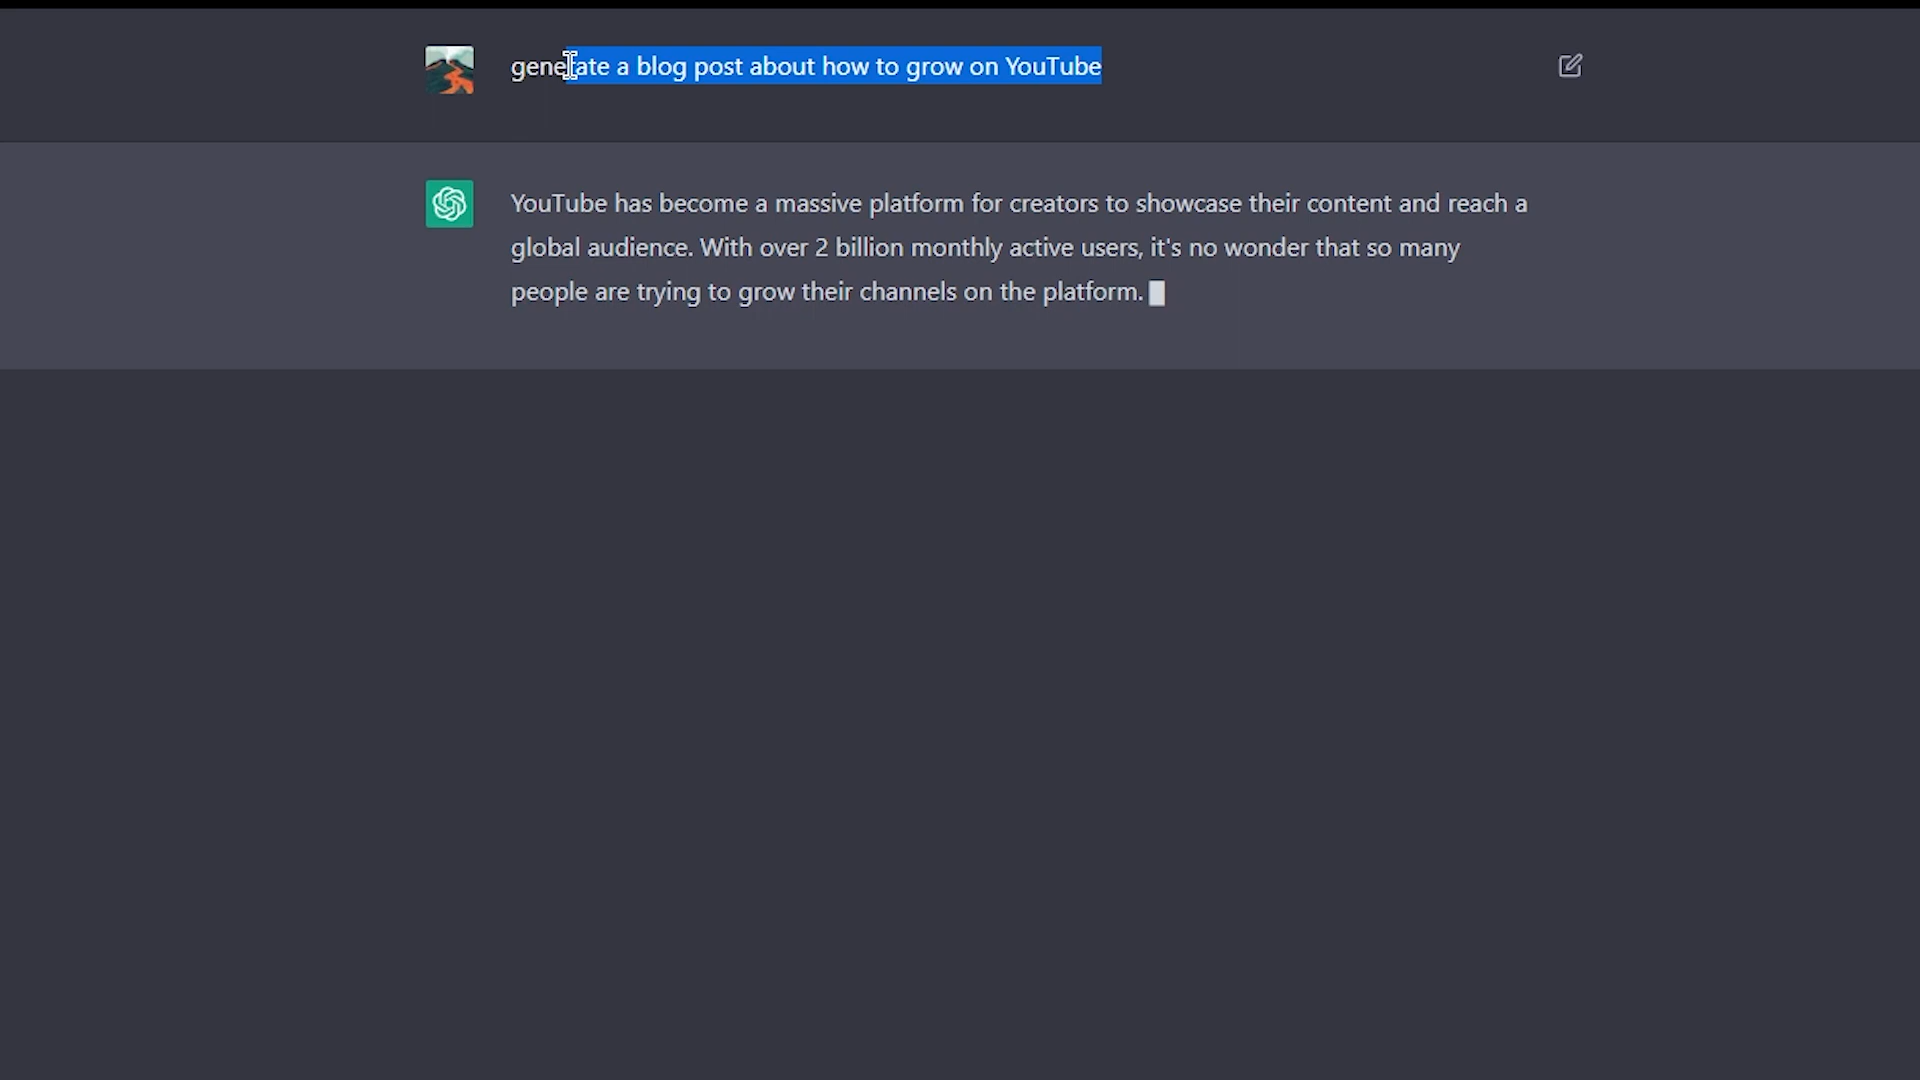 generate a blog post about how to grow on YouTube
YouTube has become a massive platform for creators to showcase their content and reach a
global audience. With over 2 billion monthly active users, it's no wonder that so many
people are trying to grow their channels on the platform.